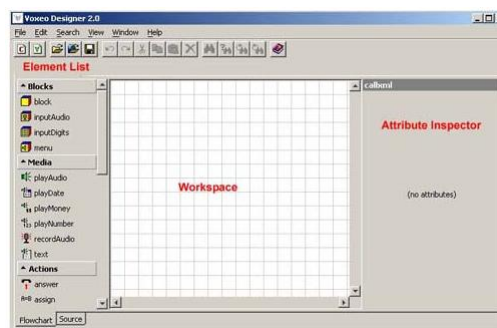 Voxeo Designer 2.0
File Edit Search View Window Help
Element List
Blocks
block
inputAudio
inputDigits
menu
Media
playAudio
playDate
playMoney
playNumber
recordAudio
text
Actions
answer
A=B assign
Workspace
callxml
Attribute Inspector
(no attributes)
Flowchart Source